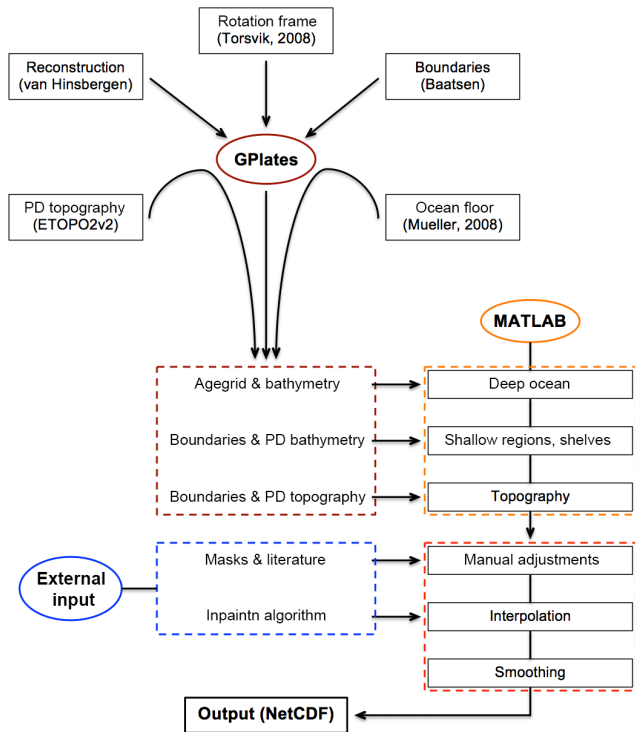 Rotation frame
(Torsvik, 2008)
Reconstruction
(van Hinsbergen)
Boundaries
(Baatsen)
GPlates
PD topography
(ETOPO2v2)
Ocean floor
(Mueller, 2008)
MATLAB
Agegrid & bathymetry
Deep ocean
Boundaries & PD bathymetry
Shallow regions, shelves
Boundaries & PD topography
Topography
External
input
Masks & literature
Manual adjustments
Inpaintn algorithm
Interpolation
Smoothing
Output (NetCDF)